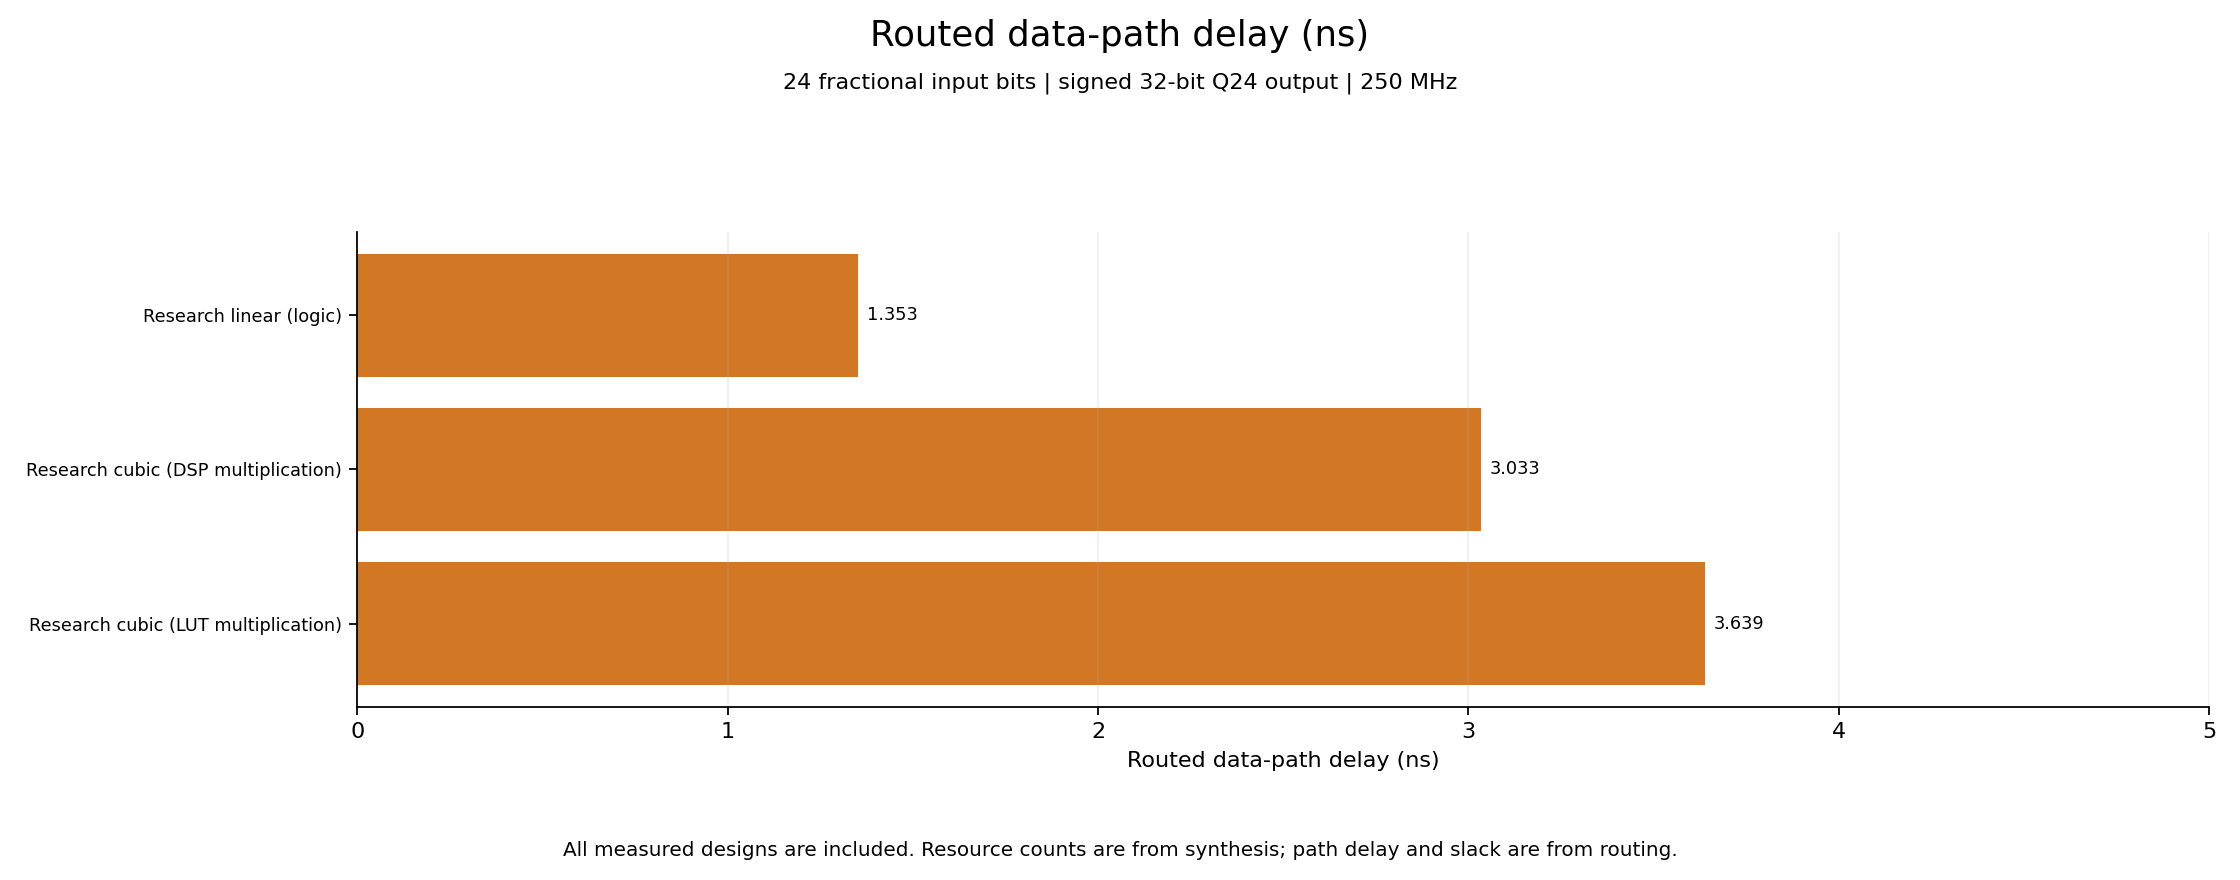 Routed data-path delay (ns)
24 fractional input bits | signed 32-bit Q24 output | 250 MHz
Research linear (logic)
1.353
Research cubic (DSP multiplication)
3.033
Research cubic (LUT multiplication)
3.639
0 1 2 3 4 5
Routed data-path delay (ns)
All measured designs are included. Resource counts are from synthesis; path delay and slack are from routing.